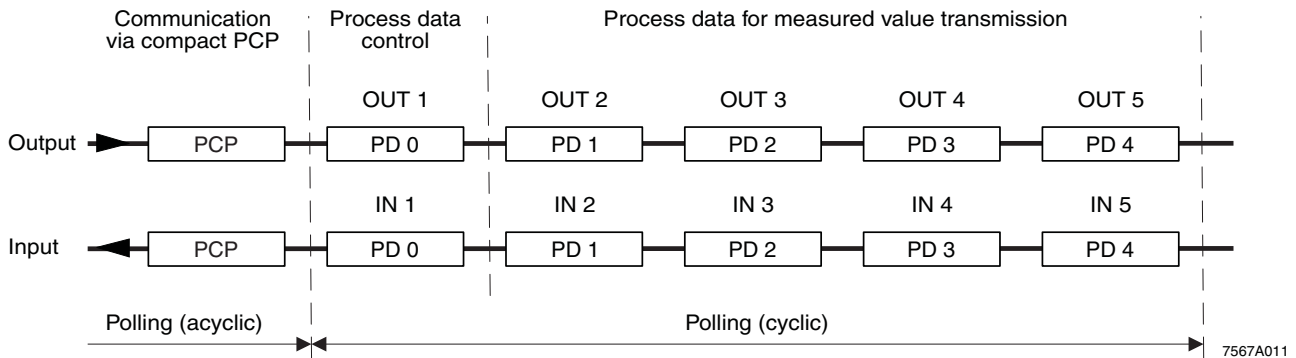 Communication
via compact PCP
Process data
control
Process data for measured value transmission
OUT 1 OUT 2 OUT 3 OUT 4 OUT 5
Output PCP PD 0 PD 1 PD 2 PD 3 PD 4
IN 1 IN 2 IN 3 IN 4 IN 5
Input PCP PD 0 PD 1 PD 2 PD 3 PD 4
Polling (acyclic) Polling (cyclic)
7567A011